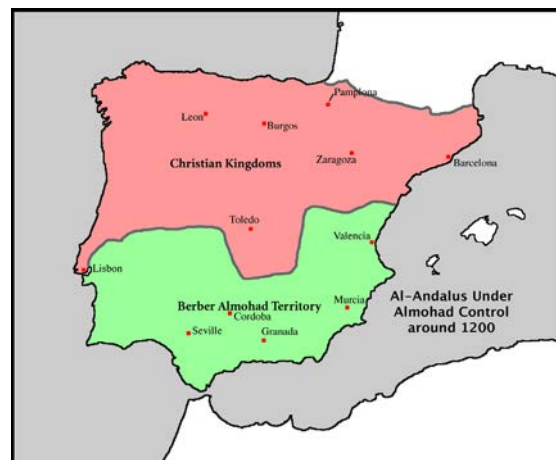 Pamplona
Leon
Burgos
Christian Kingdoms
Zaragoza
Barcelona
Toledo
Valencia
Lisbon
Berber Almohad Territory
Cordoba
Murcia
Seville
Granada
Al-Andalus Under
Almohad Control
around 1200